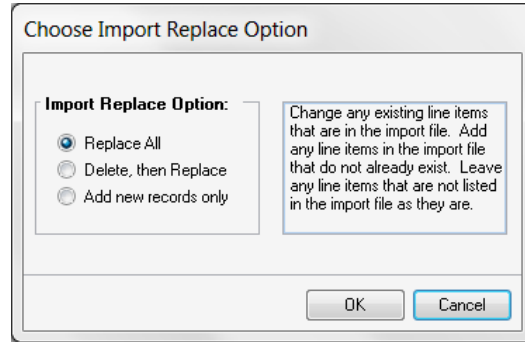 Choose Import Replace Option
Import Replace Option:
Replace All
Delete, then Replace
Add new records only
Change any existing line items
that are in the import file.  Add
any line items in the import file
that do not already exist.  Leave
any line items that are not listed
in the import file as they are.
OK
Cancel